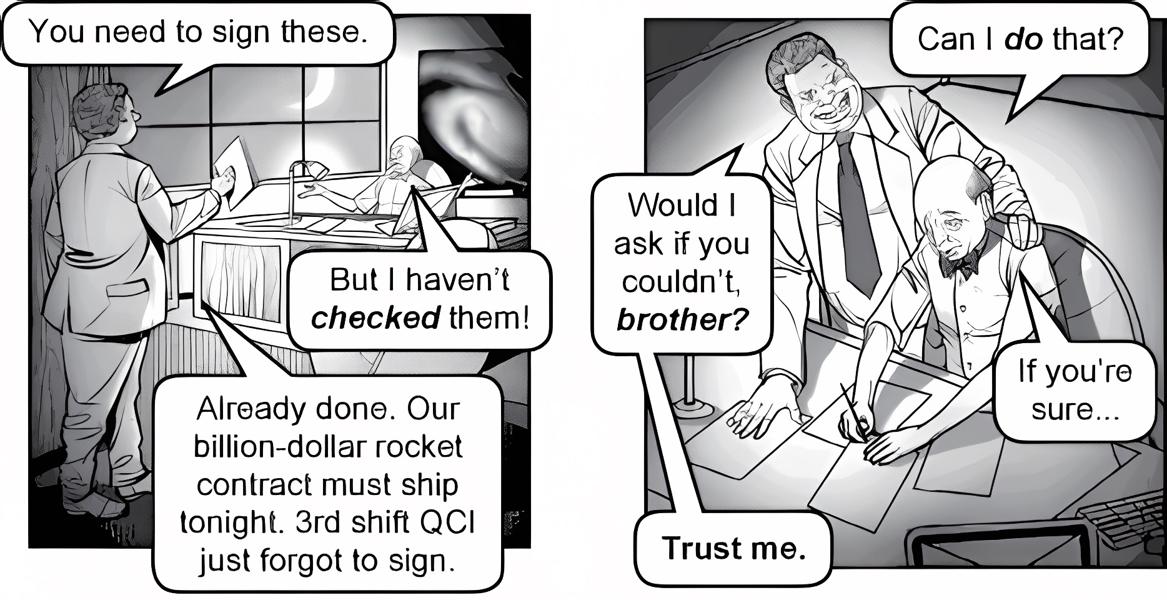 You need to sign these.
But I haven't
checked them!
Already done. Our
billion-dollar rocket
contract must ship
tonight. 3rd shift QCI
just forgot to sign.
Can I do that?
Would I
ask if you
couldn't,
brother?
If you're
sure...
Trust me.